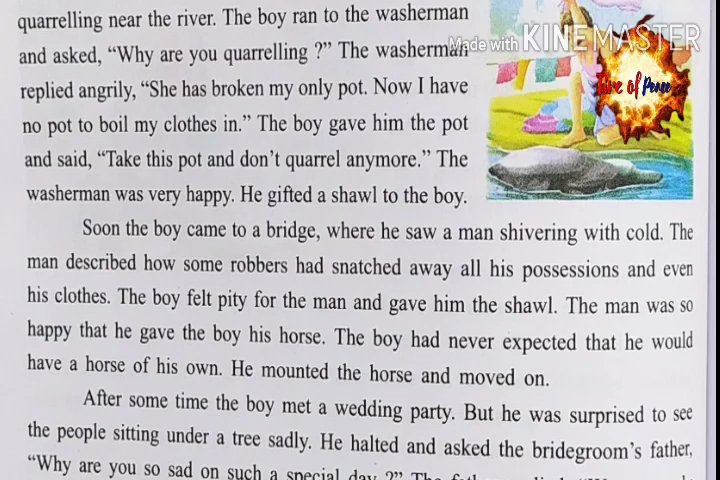 quarrelling near the river. The boy ran to the washerman
and asked, “Why are you quarrelling ?” The washerman
replied angrily, “She has broken my only pot. Now I have
no pot to boil my clothes in.” The boy gave him the pot
and said, “Take this pot and don’t quarrel anymore.” The
washerman was very happy. He gifted a shawl to the boy.
Soon the boy came to a bridge, where he saw a man shivering with cold. The
man described how some robbers had snatched away all his possessions and even
his clothes. The boy felt pity for the man and gave him the shawl. The man was so
happy that he gave the boy his horse. The boy had never expected that he would
have a horse of his own. He mounted the horse and moved on.
After some time the boy met a wedding party. But he was surprised to see
the people sitting under a tree sadly. He halted and asked the bridegroom’s father,
“Why are you so sad on such a special day ?” The
Made with KINEMASTER
of Peace